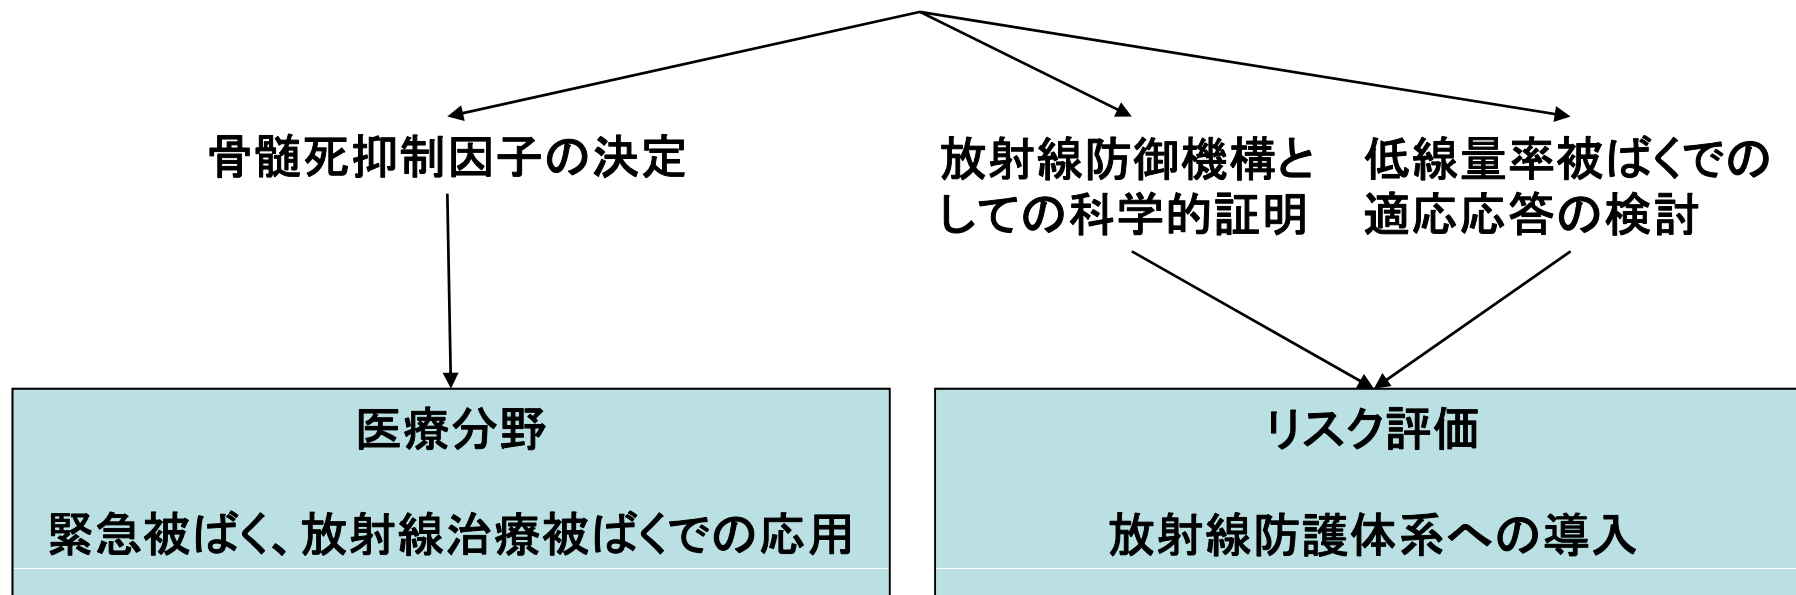 骨髄死抑制因子の決定
放射線防御機構と
しての科学的証明
低線量率被ばくでの
適応応答の検討
医療分野
緊急被ばく、放射線治療被ばくでの応用
リスク評価
放射線防護体系への導入